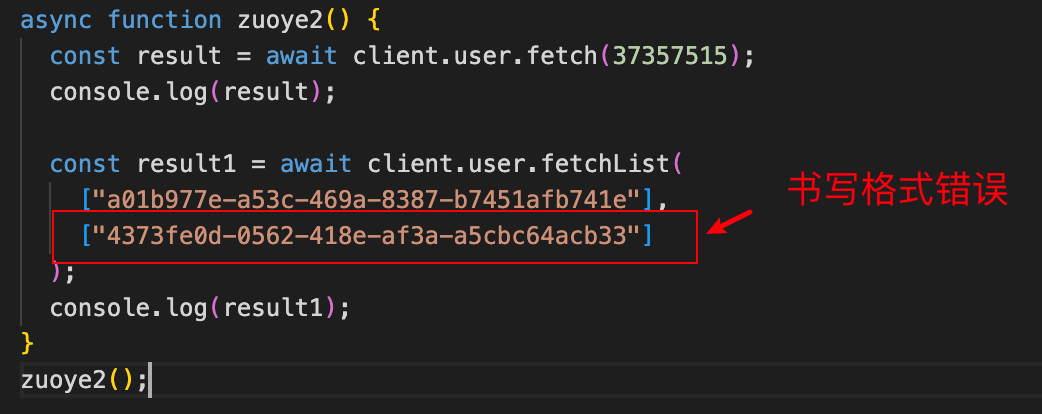 async function zuoye2() {
const result = await client.user.fetch(37357515);
console.log(result);
const result1 = await client.user.fetchList(
["a01b977e-a53c-469a-8387-b7451afb741e"],
书写格式错误
["4373fe0d-0562-418e-af3a-a5cbc64acb33"]
);
console.log(result1);
}
zuoye2();